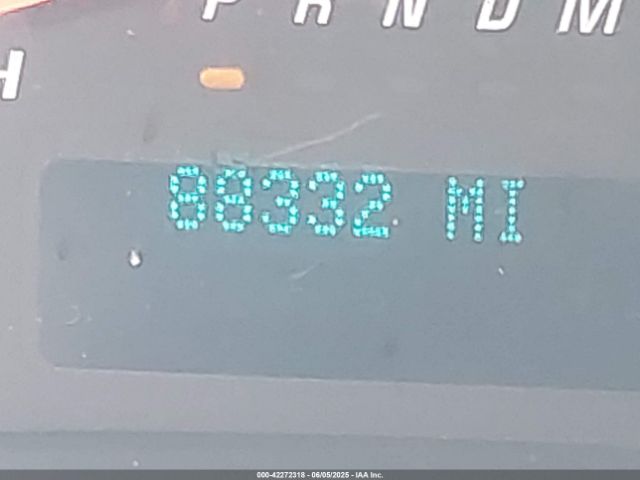 P R N D M
H
88332 MI
000-42272318 - 06/05/2025 - IAA Inc.